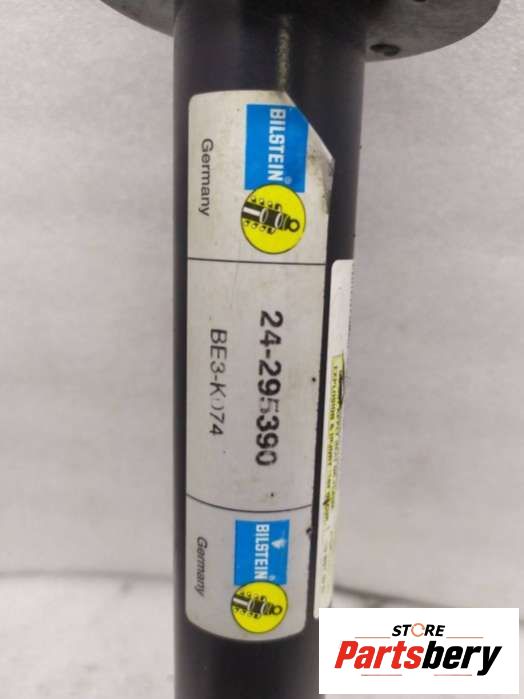 BILSTEIN®
Germany
24-295390
BE3-K074
BILSTEIN
Germany
STORE
Partsbery